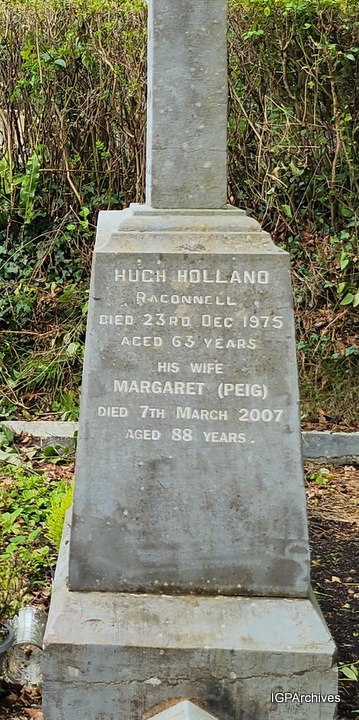 HUGH HOLLAND
RACONNELL
DIED 23RD DEC 1975
AGED 63 YEARS
HIS WIFE
MARGARET (PEIG)
DIED 7TH MARCH 2007
AGED 88 YEARS.
IGPArchives